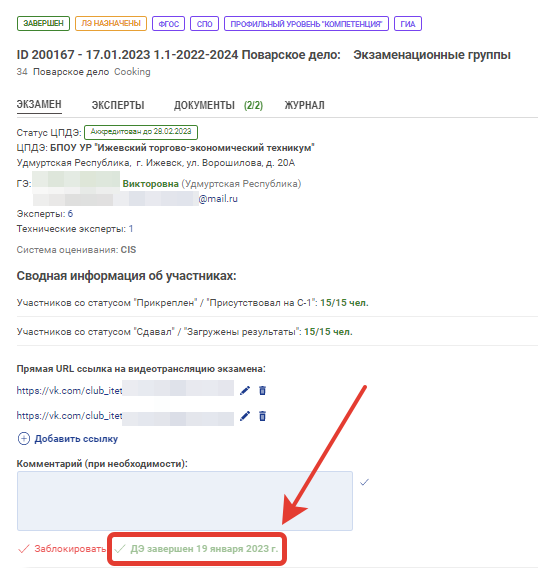 ЗАВЕРШЕН ЛЭ НАЗНАЧЕНЫ ФГОС СПО ПРОФИЛЬНЫЙ УРОВЕНЬ "КОМПЕТЕНЦИЯ" ГИА
ID 200167 - 17.01.2023 1.1-2022-2024 Поварское дело: Экзаменационные группы
34 Поварское дело Cooking
ЭКЗАМЕН ЭКСПЕРТЫ ДОКУМЕНТЫ (2/2) ЖУРНАЛ
Статус ЦПДЭ: Аккредитован до 28.02.2023
ЦПДЭ: БПОУ УР "Ижевский торгово-экономический техникум"
Удмуртская Республика, г. Ижевск, ул. Ворошилова, д. 20А
ГЭ: Викторовна (Удмуртская Республика)
@mail.ru
Эксперты: 6
Технические эксперты: 1
Система оценивания: CIS
Сводная информация об участниках:
Участников со статусом "Прикреплен" / "Присутствовал на С-1": 15/15 чел.
Участников со статусом "Сдавал" / "Загружены результаты": 15/15 чел.
Прямая URL ссылка на видеотрансляцию экзамена:
https://vk.com/club_itet
https://vk.com/club_itet
Добавить ссылку
Комментарий (при необходимости):
Заблокировать ДЭ завершен 19 января 2023 г.